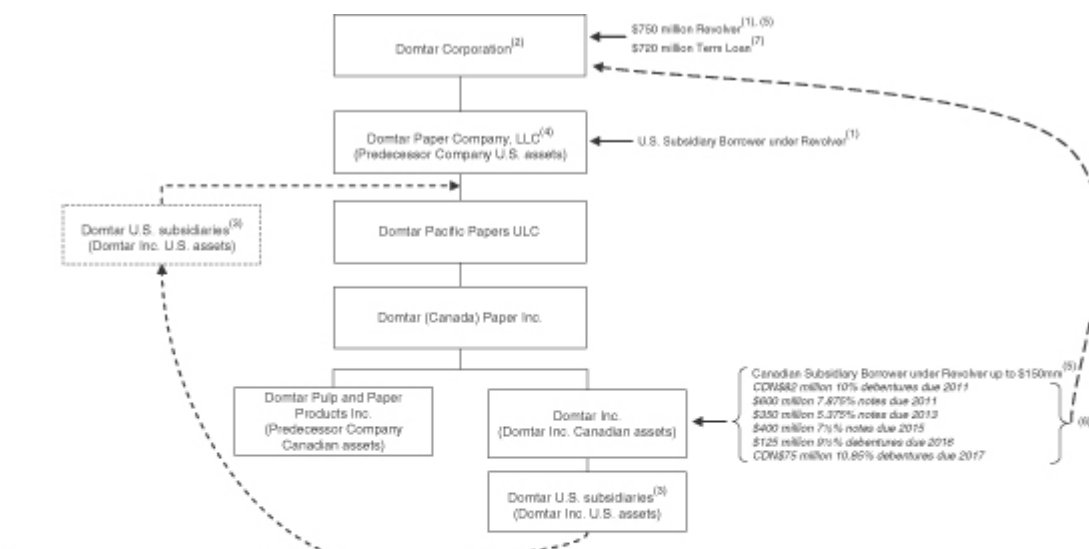 Domtar Corporation(2)
$750 million Revolver(1), (5)
$720 million Term Loan(7)
Domtar Paper Company, LLC(4)
(Predecessor Company U.S. assets)
U.S. Subsidiary Borrower under Revolver(1)
Domtar U.S. subsidiaries(3)
(Domtar Inc. U.S. assets)
Domtar Pacific Papers ULC
Domtar (Canada) Paper Inc.
Domtar Pulp and Paper
Products Inc.
(Predecessor Company
Canadian assets)
Domtar Inc.
(Domtar Inc. Canadian assets)
Canadian Subsidiary Borrower under Revolver up to $150mm(5)
CDN$82 million 10% debentures due 2011
$600 million 7.875% notes due 2011
$350 million 5.375% notes due 2013
$400 million 7⅛% notes due 2015
$125 million 9½% debentures due 2016
CDN$75 million 10.85% debentures due 2017
(6)
Domtar U.S. subsidiaries(3)
(Domtar Inc. U.S. assets)